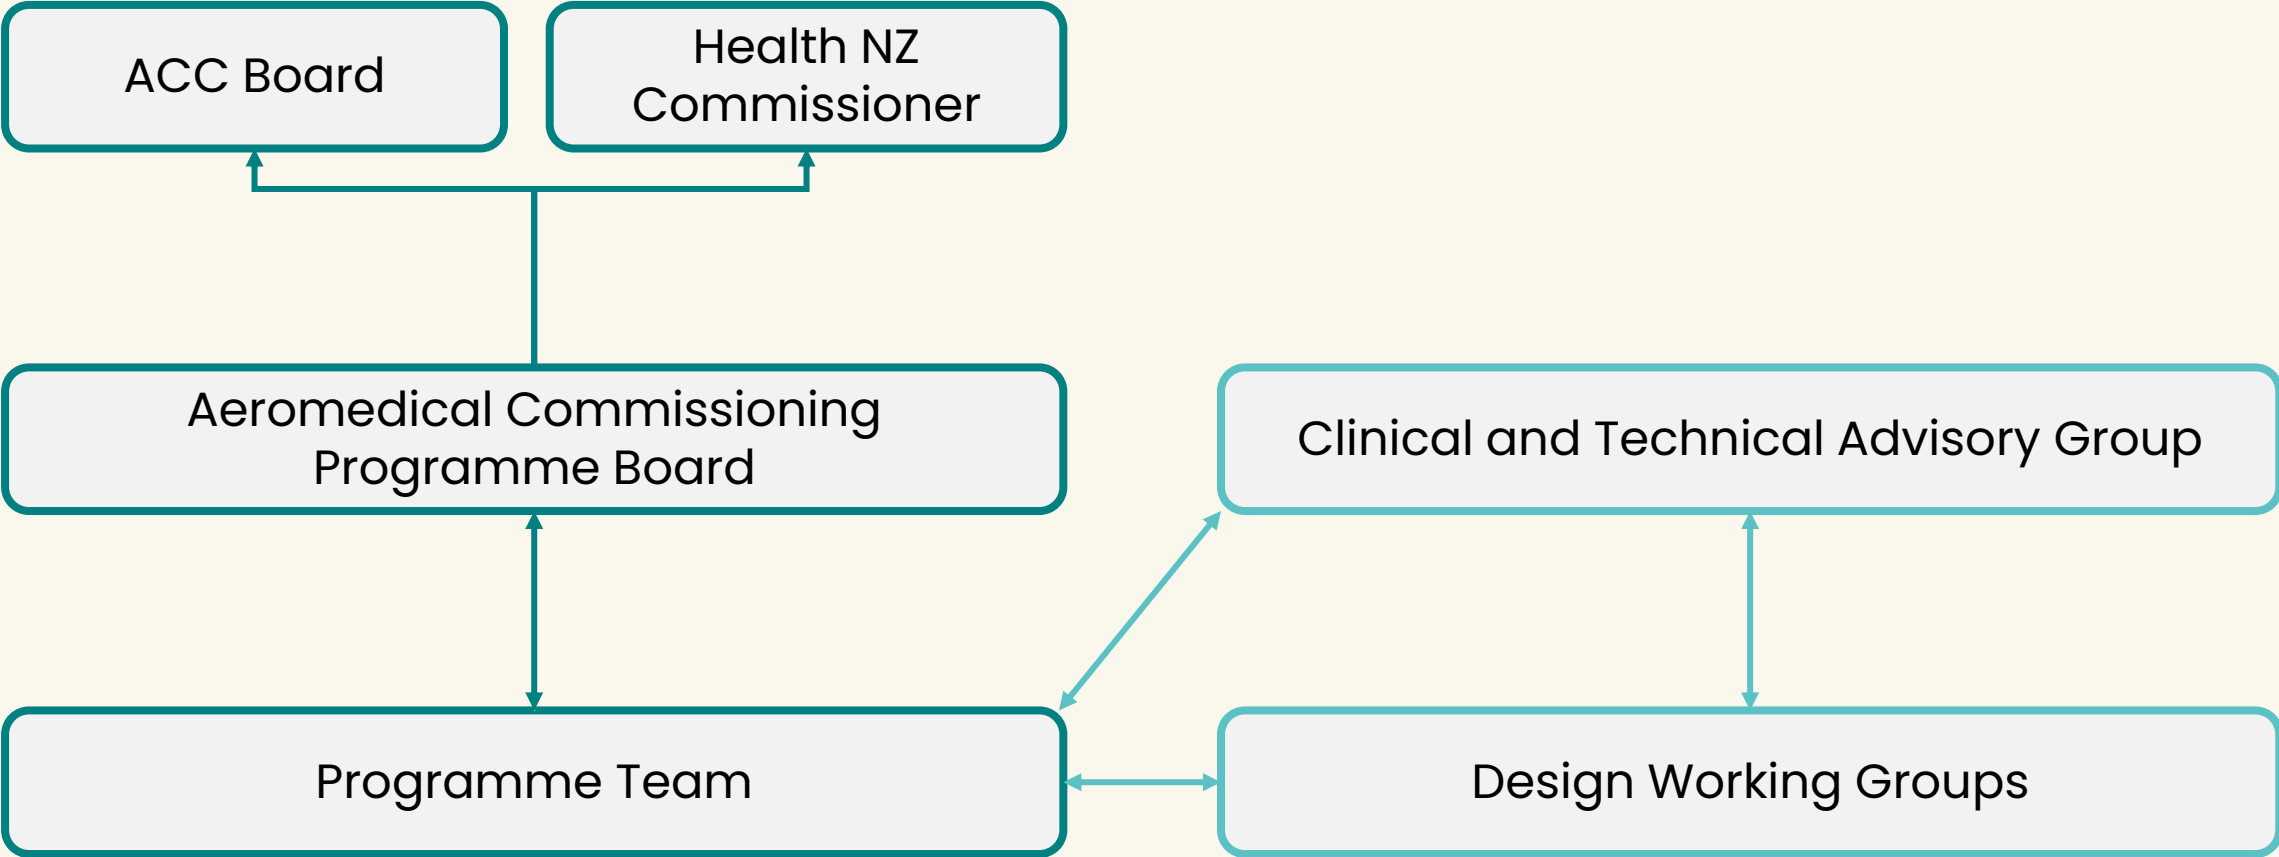 ACC Board
Health NZ
Commissioner
Aeromedical Commissioning
Programme Board
Clinical and Technical Advisory Group
Programme Team
Design Working Groups